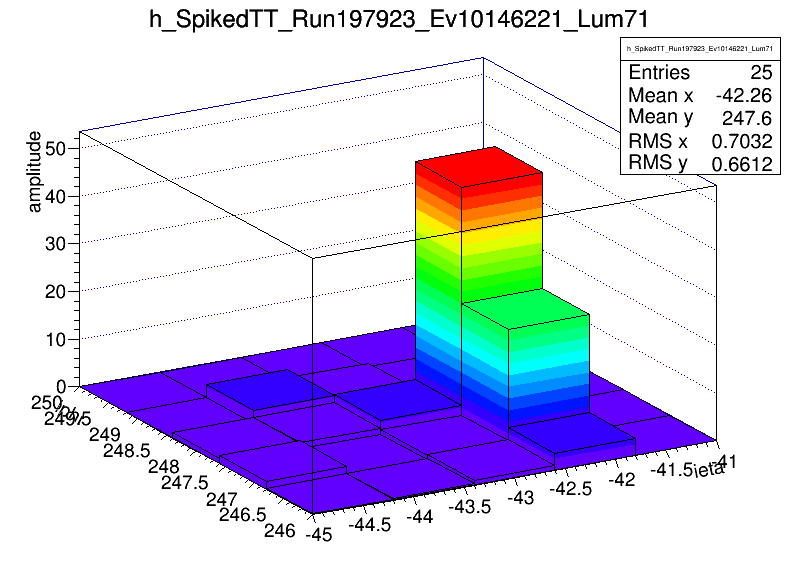 h_SpikedTT_Run197923_Ev10146221_Lum71
h_SpikedTT_Run197923_Ev10146221_Lum71
Entries 25
Mean x -42.26
Mean y 247.6
RMS x 0.7032
RMS y 0.6612
amplitude
50
40
30
20
10
0
250
249.5
249
248.5
248
247.5
247
246.5
246
-45
-44.5
-44
-43.5
-43
-42.5
-42
-41.5
-41
ieta